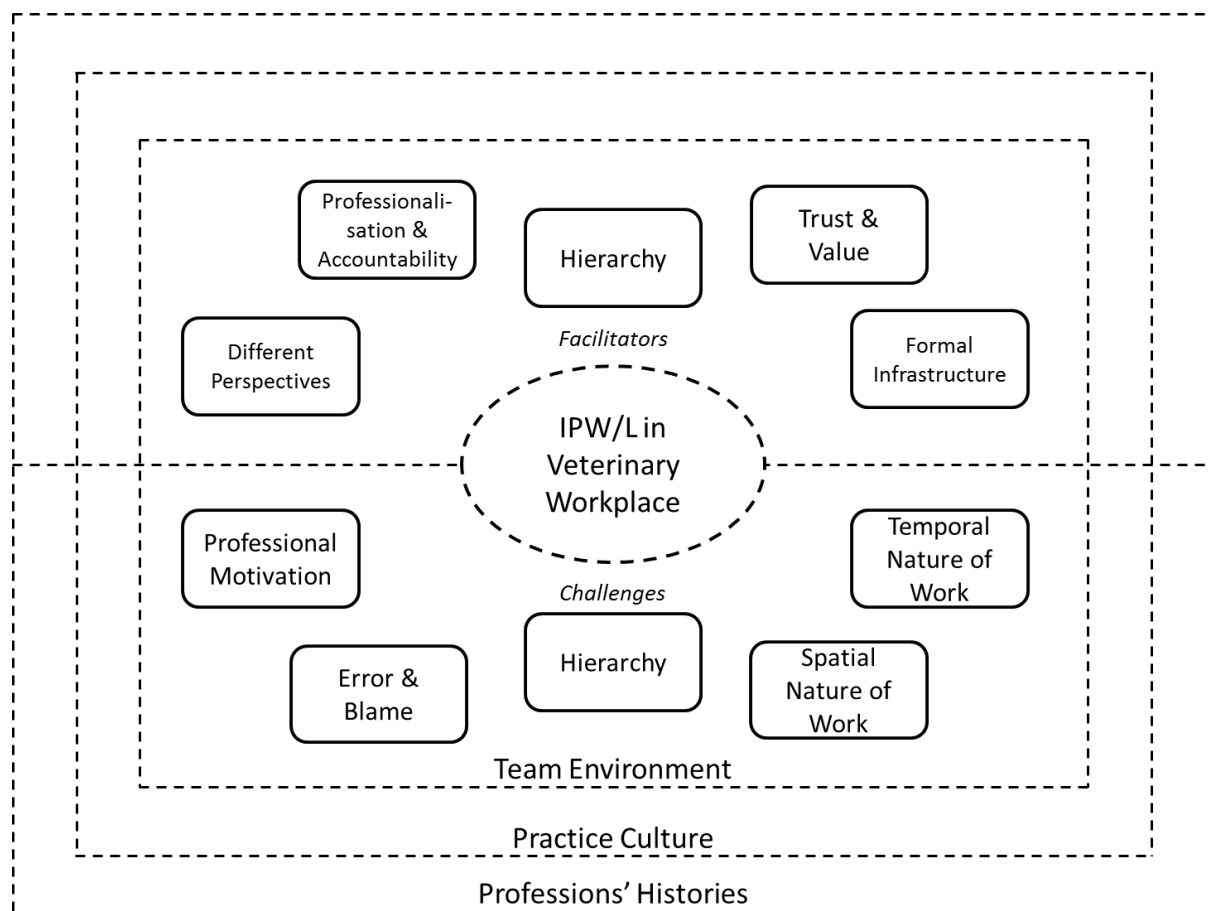 Professionali-
sation &
Accountability
Hierarchy
Trust &
Value
Different
Perspectives
Facilitators
Formal
Infrastructure
IPW/L in
Veterinary
Workplace
Professional
Motivation
Temporal
Nature of
Work
Challenges
Error &
Blame
Hierarchy
Spatial
Nature of
Work
Team Environment
Practice Culture
Professions’ Histories